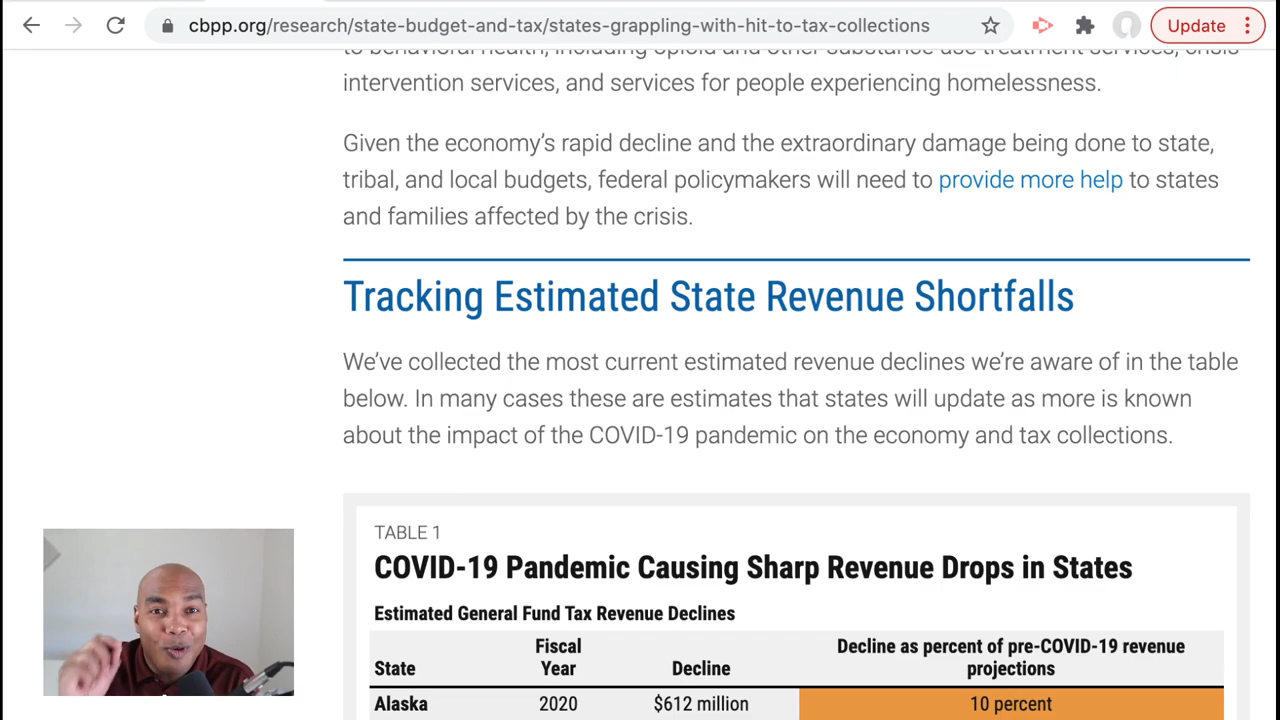 cbpp.org/research/state-budget-and-tax/states-grappling-with-hit-to-tax-collections
Update
to behavioral health, including opioid and other substance use treatment services, crisis
intervention services, and services for people experiencing homelessness.
Given the economy’s rapid decline and the extraordinary damage being done to state,
tribal, and local budgets, federal policymakers will need to provide more help to states
and families affected by the crisis.
Tracking Estimated State Revenue Shortfalls
We’ve collected the most current estimated revenue declines we’re aware of in the table
below. In many cases these are estimates that states will update as more is known
about the impact of the COVID-19 pandemic on the economy and tax collections.
TABLE 1
COVID-19 Pandemic Causing Sharp Revenue Drops in States
Estimated General Fund Tax Revenue Declines
State Fiscal Year Decline Decline as percent of pre-COVID-19 revenue projections
Alaska 2020 $612 million 10 percent